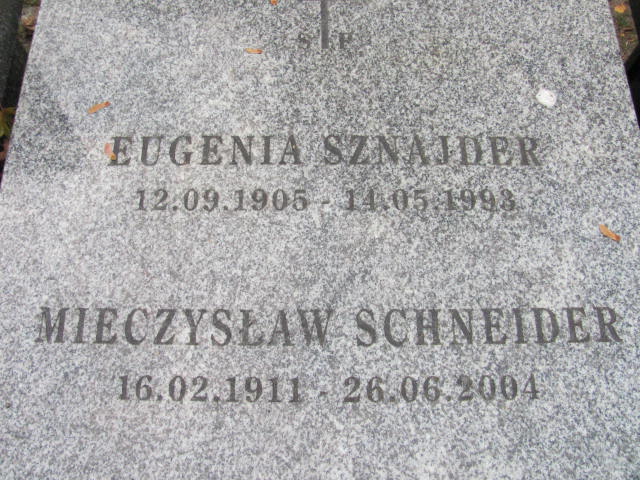 S P
EUGENIA SZNAJDER
12.09.1905 - 14.05.1993
MIECZYSŁAW SCHNEIDER
16.02.1911 - 26.06.2004